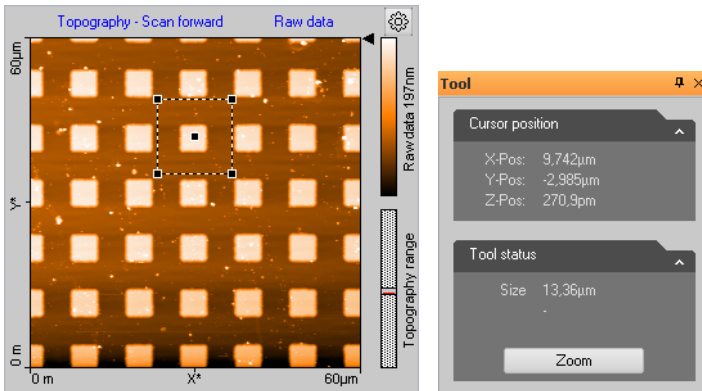 Topography - Scan forward
Raw data
60µm
Y*
0 m
0 m
X*
60µm
Raw data 197nm
Topography range
Tool
Cursor position
X-Pos: 9,742µm
Y-Pos: -2,985µm
Z-Pos: 270,9pm
Tool status
Size 13,36µm
-
Zoom